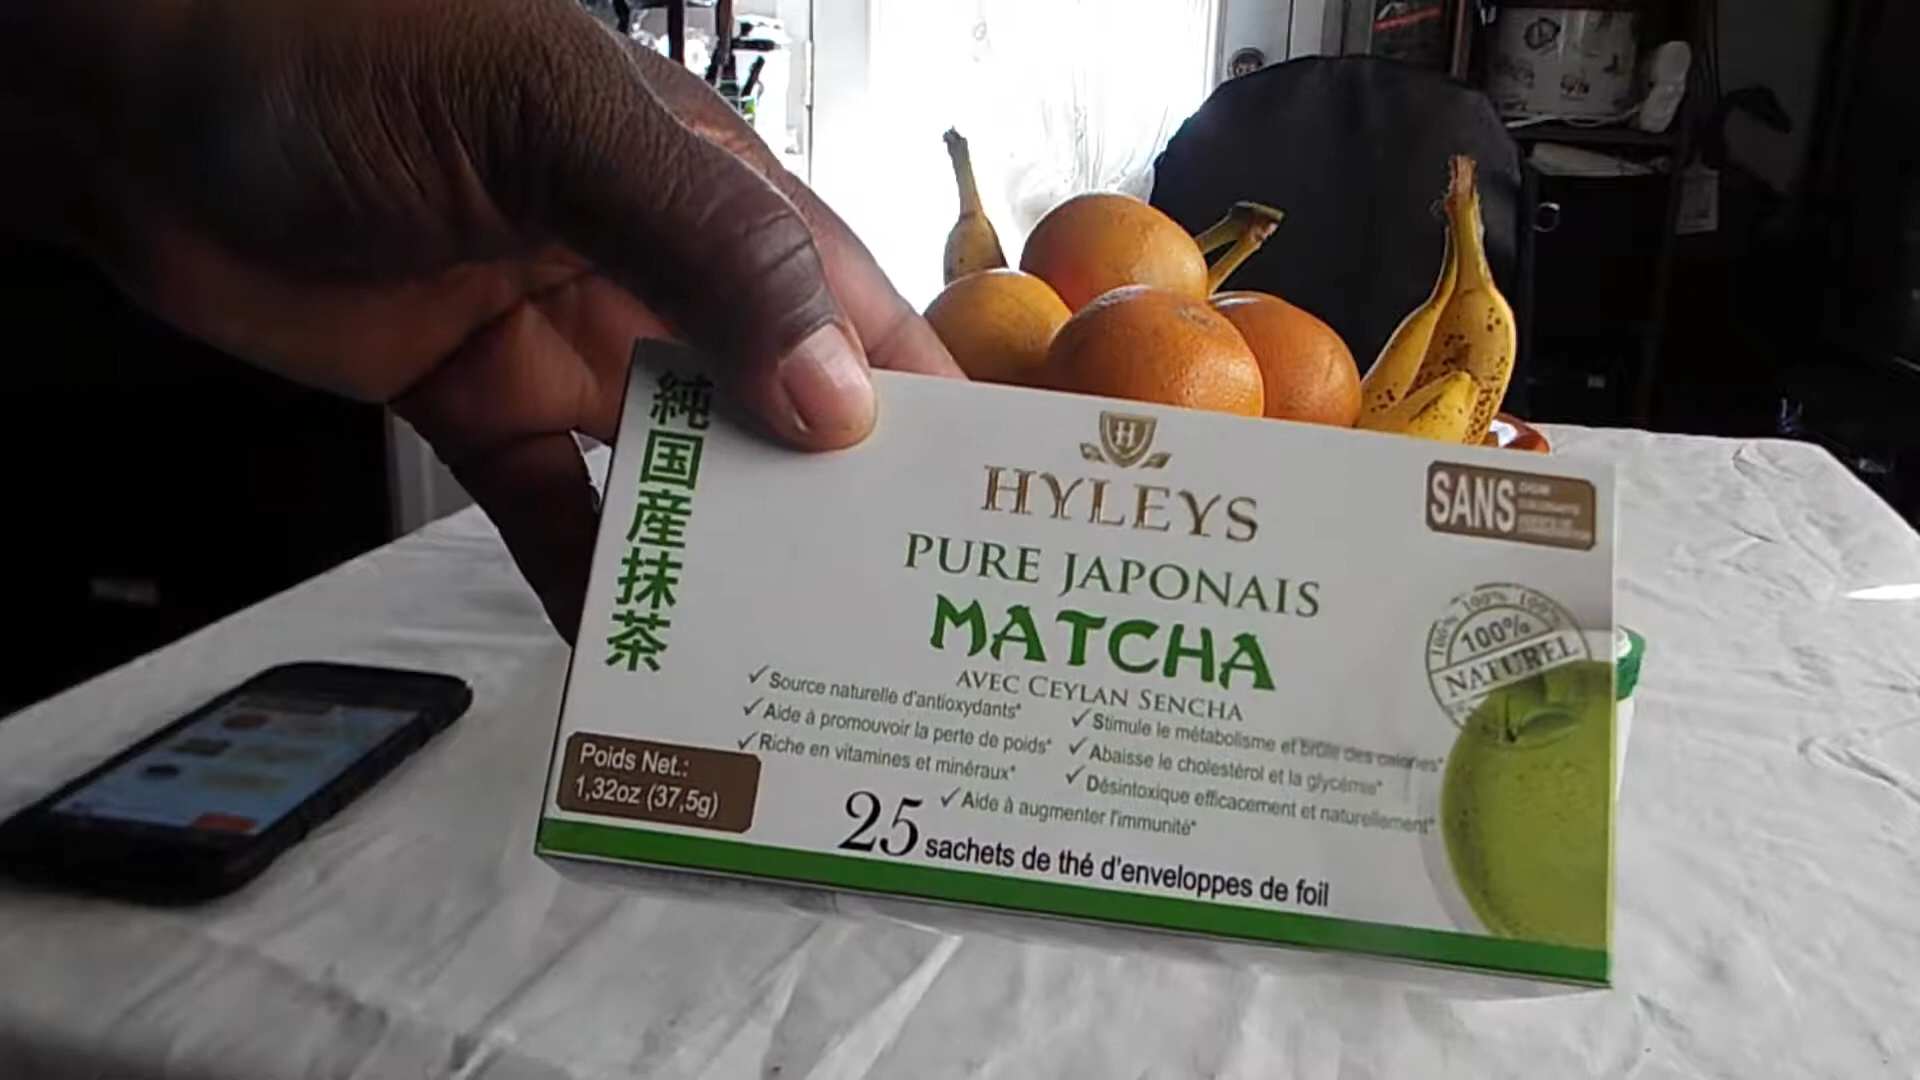 純国産抹茶
H
HYLEYS
SANS
PURE JAPONAIS
MATCHA
AVEC CEYLAN SENCHA
100% 100% 100%
100%
NATUREL
✓ Source naturelle d'antioxydants*
✓ Aide à promouvoir la perte de poids*
✓ Riche en vitamines et minéraux*
✓ Stimule le métabolisme et brûle des calories*
✓ Abaisse le cholestérol et la glycémie*
✓ Désintoxique efficacement et naturellement*
✓ Aide à augmenter l'immunité*
Poids Net.:
1,32oz (37,5g)
25 sachets de thé d'enveloppes de foil